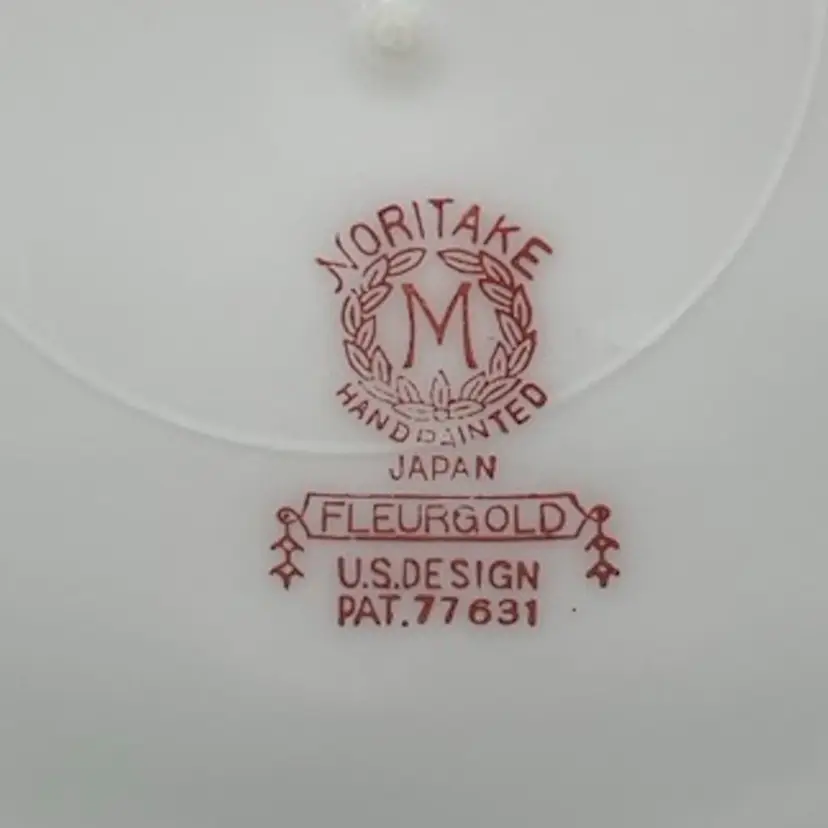 NORITAKE
M
HANDPAINTED
JAPAN
FLEURGOLD
U.S.DESIGN
PAT.77631